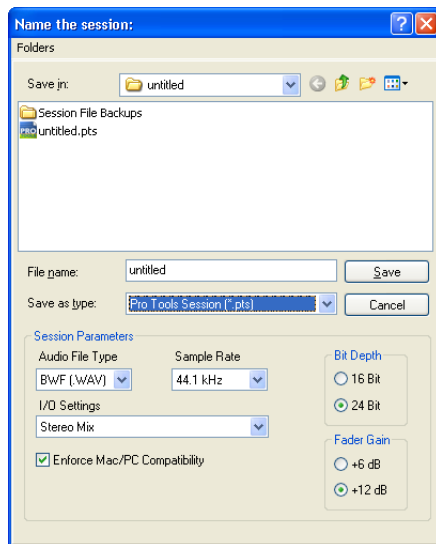 Name the session:
Folders
Save in: untitled
Session File Backups
PRO untitled.pts
File name: untitled Save
Save as type: Pro Tools Session (*.pts) Cancel
Session Parameters
Audio File Type Sample Rate Bit Depth
BWF (.WAV) 44.1 kHz 16 Bit
I/O Settings 24 Bit
Stereo Mix
Enforce Mac/PC Compatibility Fader Gain
+6 dB
+12 dB